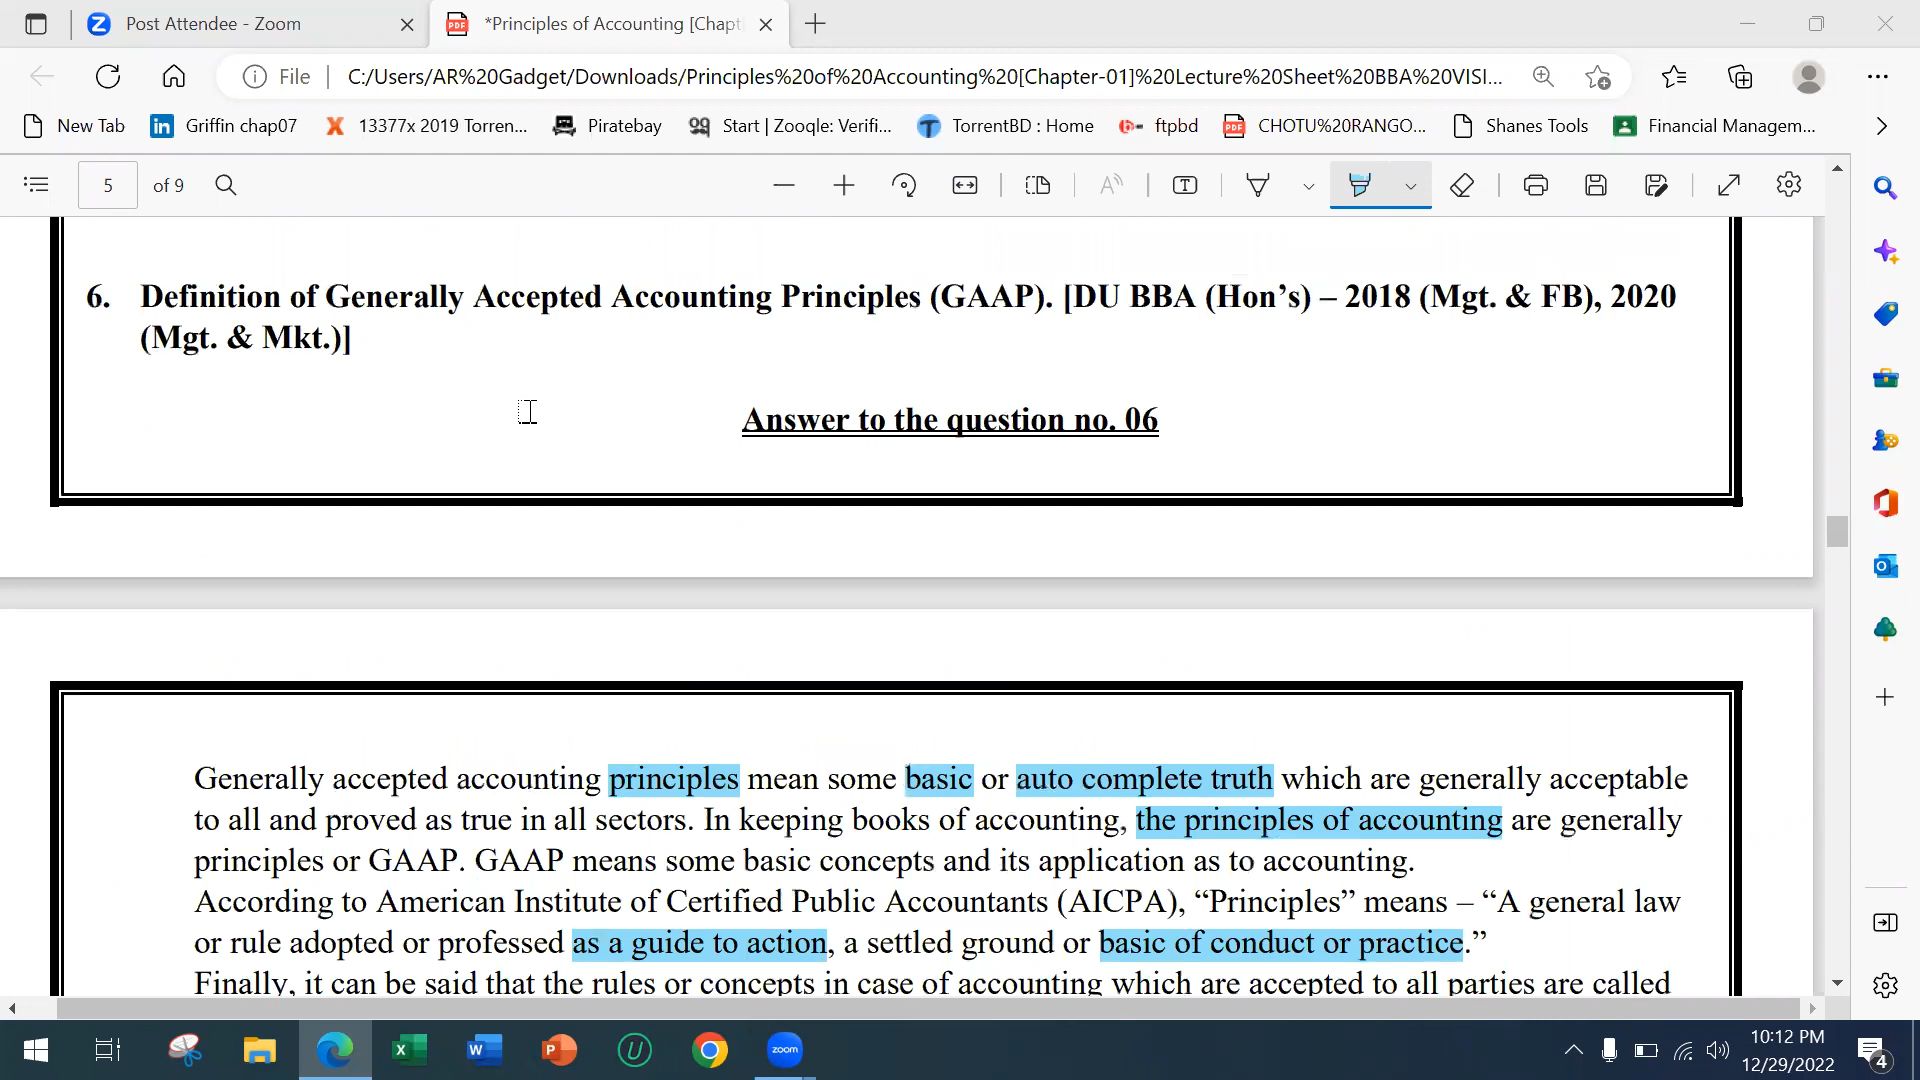 Post Attendee - Zoom
*Principles of Accounting [Chapt
File
C:/Users/AR%20Gadget/Downloads/Principles%20of%20Accounting%20[Chapter-01]%20Lecture%20Sheet%20BBA%20VISI...
New Tab
Griffin chap07
13377x 2019 Torren...
Piratebay
Start | Zooqle: Verifi...
TorrentBD : Home
ftpbd
CHOTU%20RANGO...
Shanes Tools
Financial Managem...
5 of 9
6. Definition of Generally Accepted Accounting Principles (GAAP). [DU BBA (Hon’s) – 2018 (Mgt. & FB), 2020
(Mgt. & Mkt.)]
Answer to the question no. 06
Generally accepted accounting principles mean some basic or auto complete truth which are generally acceptable
to all and proved as true in all sectors. In keeping books of accounting, the principles of accounting are generally
principles or GAAP. GAAP means some basic concepts and its application as to accounting.
According to American Institute of Certified Public Accountants (AICPA), “Principles” means – “A general law
or rule adopted or professed as a guide to action, a settled ground or basic of conduct or practice.”
Finally, it can be said that the rules or concepts in case of accounting which are accepted to all parties are called
zoom
10:12 PM
12/29/2022
4